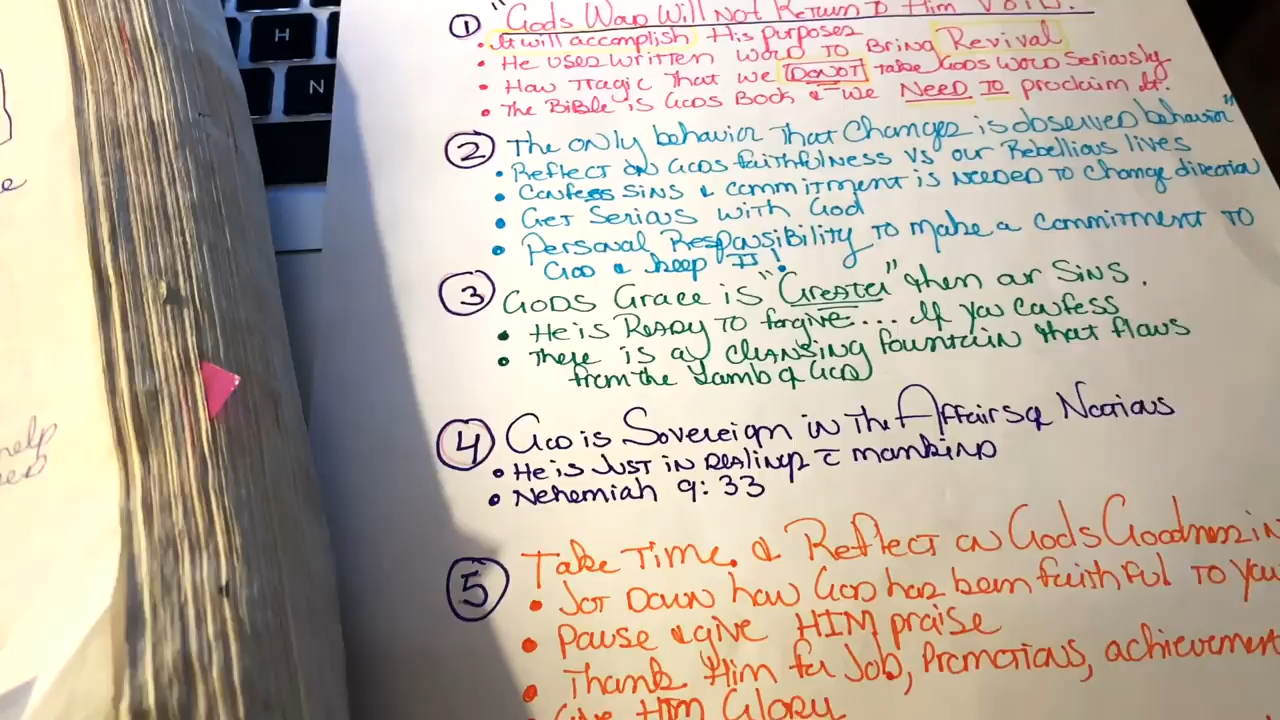 H
N
e
help
① "Gods Word Will Not Return To Him VOID."
• It will accomplish His purposes
• He uses written word to Bring Revival
• How Tragic That we DO NOT take Gods word seriously
• The Bible is Gods Book & we NEED TO proclaim it.
② The only behavior That Changes is observed behavior"
• Reflect on Gods faithfulness vs our Rebellious lives
• Confess sins & commitment is Needed to change direction
• Get Serious with God
• Personal Responsibility to make a commitment to
God & keep IT!
③ Gods Grace is "Greater" then our Sins.
• He is Ready to forgive... If you confess
• There is a cleansing fountain that flows
from the Lamb of God
④ God is Sovereign in The Affairs of Nations
• He is Just in dealings c mankind
• Nehemiah 9:33
⑤ Take Time & Reflect on Gods Goodness in
• Jot Down how God has been faithful to you
• Pause & give HIM praise
• Thank Him for Job, Promotions, achievement
Give HIM Glory